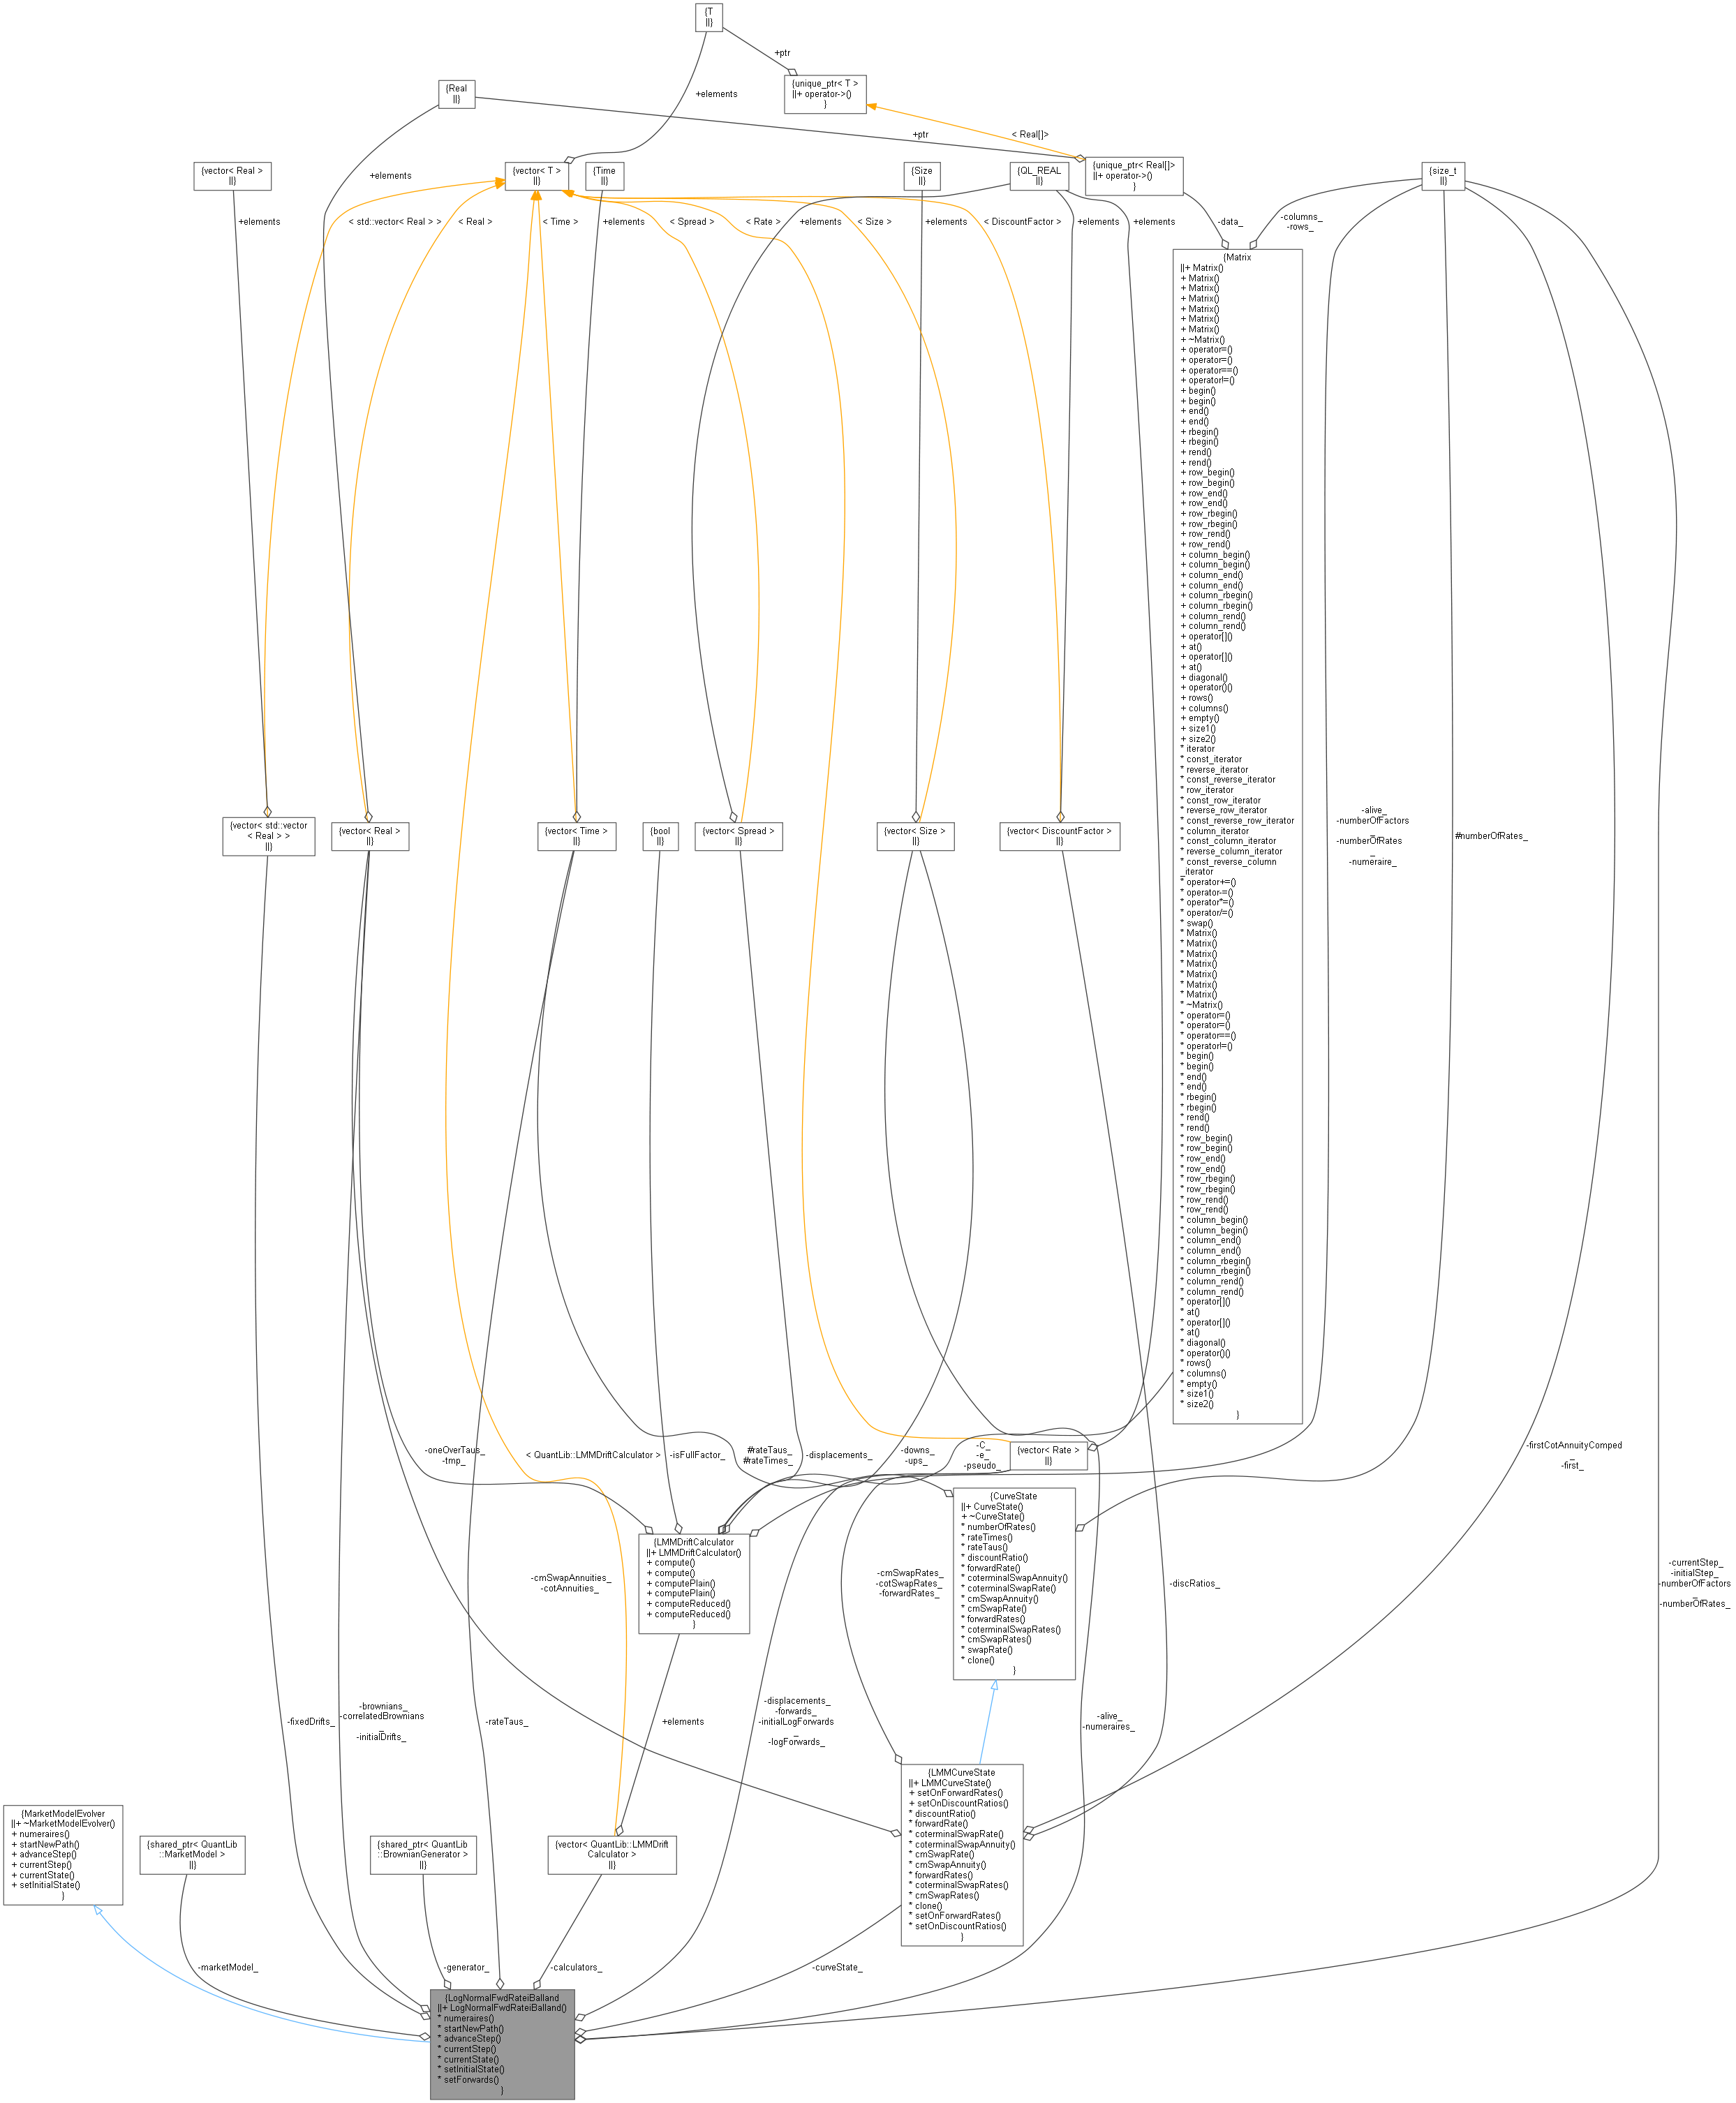 {T
||}
+ptr
{unique_ptr< T >
||+ operator->()
}
{Real
||}
+elements
+ptr
< Real[]>
{vector< Real >
||}
{vector< T >
||}
{Time
||}
{Size
||}
{QL_REAL
||}
{unique_ptr< Real[]>
||+ operator->()
}
{size_t
||}
+elements
+elements
< std::vector< Real > >
< Real >
< Time >
+elements
< Spread >
< Rate >
+elements
< Size >
+elements
< DiscountFactor >
+elements
+elements
-data_
-columns_
-rows_
{Matrix
||+ Matrix()
+ Matrix()
+ Matrix()
+ Matrix()
+ Matrix()
+ Matrix()
+ Matrix()
+ ~Matrix()
+ operator=()
+ operator=()
+ operator==()
+ operator!=()
+ begin()
+ begin()
+ end()
+ end()
+ rbegin()
+ rbegin()
+ rend()
+ rend()
+ row_begin()
+ row_begin()
+ row_end()
+ row_end()
+ row_rbegin()
+ row_rbegin()
+ row_rend()
+ row_rend()
+ column_begin()
+ column_begin()
+ column_end()
+ column_end()
+ column_rbegin()
+ column_rbegin()
+ column_rend()
+ column_rend()
+ operator[]()
+ at()
+ operator[]()
+ at()
+ diagonal()
+ operator()()
+ rows()
+ columns()
+ empty()
+ size1()
+ size2()
* iterator
* const_iterator
* reverse_iterator
* const_reverse_iterator
* row_iterator
* const_row_iterator
* reverse_row_iterator
* const_reverse_row_iterator
* column_iterator
* const_column_iterator
* reverse_column_iterator
* const_reverse_column
_iterator
* operator+=()
* operator-=()
* operator*=()
* operator/=()
* swap()
* Matrix()
* Matrix()
* Matrix()
* Matrix()
* Matrix()
* Matrix()
* Matrix()
* ~Matrix()
* operator=()
* operator=()
* operator==()
* operator!=()
* begin()
* begin()
* end()
* end()
* rbegin()
* rbegin()
* rend()
* rend()
* row_begin()
* row_begin()
* row_end()
* row_end()
* row_rbegin()
* row_rbegin()
* row_rend()
* row_rend()
* column_begin()
* column_begin()
* column_end()
* column_end()
* column_rbegin()
* column_rbegin()
* column_rend()
* column_rend()
* operator[]()
* at()
* operator[]()
* at()
* diagonal()
* operator()()
* rows()
* columns()
* empty()
* size1()
* size2()
}
{vector< std::vector
< Real > >
||}
{vector< Real >
||}
{vector< Time >
||}
{bool
||}
{vector< Spread >
||}
{vector< Size >
||}
{vector< DiscountFactor >
||}
-alive_
-numberOfFactors
_
-numberOfRates
_
-numeraire_
#numberOfRates_
-oneOverTaus_
-tmp_
< QuantLib::LMMDriftCalculator >
-isFullFactor_
#rateTaus_
#rateTimes_
-displacements_
-downs_
-ups_
-C_
-e_
-pseudo_
{vector< Rate >
||}
-firstCotAnnuityComped
_
-first_
{CurveState
||+ CurveState()
+ ~CurveState()
* numberOfRates()
* rateTimes()
* rateTaus()
* discountRatio()
* forwardRate()
* coterminalSwapAnnuity()
* coterminalSwapRate()
* cmSwapAnnuity()
* cmSwapRate()
* forwardRates()
* coterminalSwapRates()
* cmSwapRates()
* swapRate()
* clone()
}
{LMMDriftCalculator
||+ LMMDriftCalculator()
+ compute()
+ compute()
+ computePlain()
+ computePlain()
+ computeReduced()
+ computeReduced()
}
-cmSwapAnnuities_
-cotAnnuities_
-cmSwapRates_
-cotSwapRates_
-forwardRates_
-discRatios_
-currentStep_
-initialStep_
-numberOfFactors
_
-numberOfRates_
-fixedDrifts_
-brownians_
-correlatedBrownians
_
-initialDrifts_
-rateTaus_
+elements
-displacements_
-forwards_
-initialLogForwards
_
-logForwards_
-alive_
-numeraires_
{LMMCurveState
||+ LMMCurveState()
+ setOnForwardRates()
+ setOnDiscountRatios()
* discountRatio()
* forwardRate()
* coterminalSwapRate()
* coterminalSwapAnnuity()
* cmSwapRate()
* cmSwapAnnuity()
* forwardRates()
* coterminalSwapRates()
* cmSwapRates()
* clone()
* setOnForwardRates()
* setOnDiscountRatios()
}
{MarketModelEvolver
||+ ~MarketModelEvolver()
+ numeraires()
+ startNewPath()
+ advanceStep()
+ currentStep()
+ currentState()
+ setInitialState()
}
{shared_ptr< QuantLib
::MarketModel >
||}
{shared_ptr< QuantLib
::BrownianGenerator >
||}
{vector< QuantLib::LMMDrift
Calculator >
||}
-marketModel_
-generator_
-calculators_
-curveState_
{LogNormalFwdRateiBalland
||+ LogNormalFwdRateiBalland()
* numeraires()
* startNewPath()
* advanceStep()
* currentStep()
* currentState()
* setInitialState()
* setForwards()
}